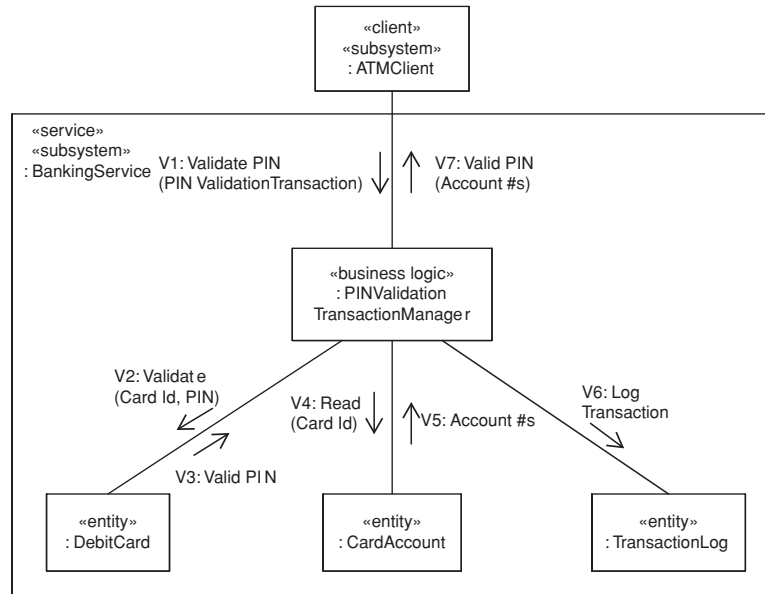 «client»
«subsystem»
: ATMClient
«service»
«subsystem»
: BankingService
V1: Validate PIN
(PIN ValidationTransaction)
V7: Valid PIN
(Account #s)
«business logic»
: PINValidation
TransactionManager
V2: Validate
(Card Id, PIN)
V3: Valid PIN
V4: Read
(Card Id)
V5: Account #s
V6: Log
Transaction
«entity»
: DebitCard
«entity»
: CardAccount
«entity»
: TransactionLog